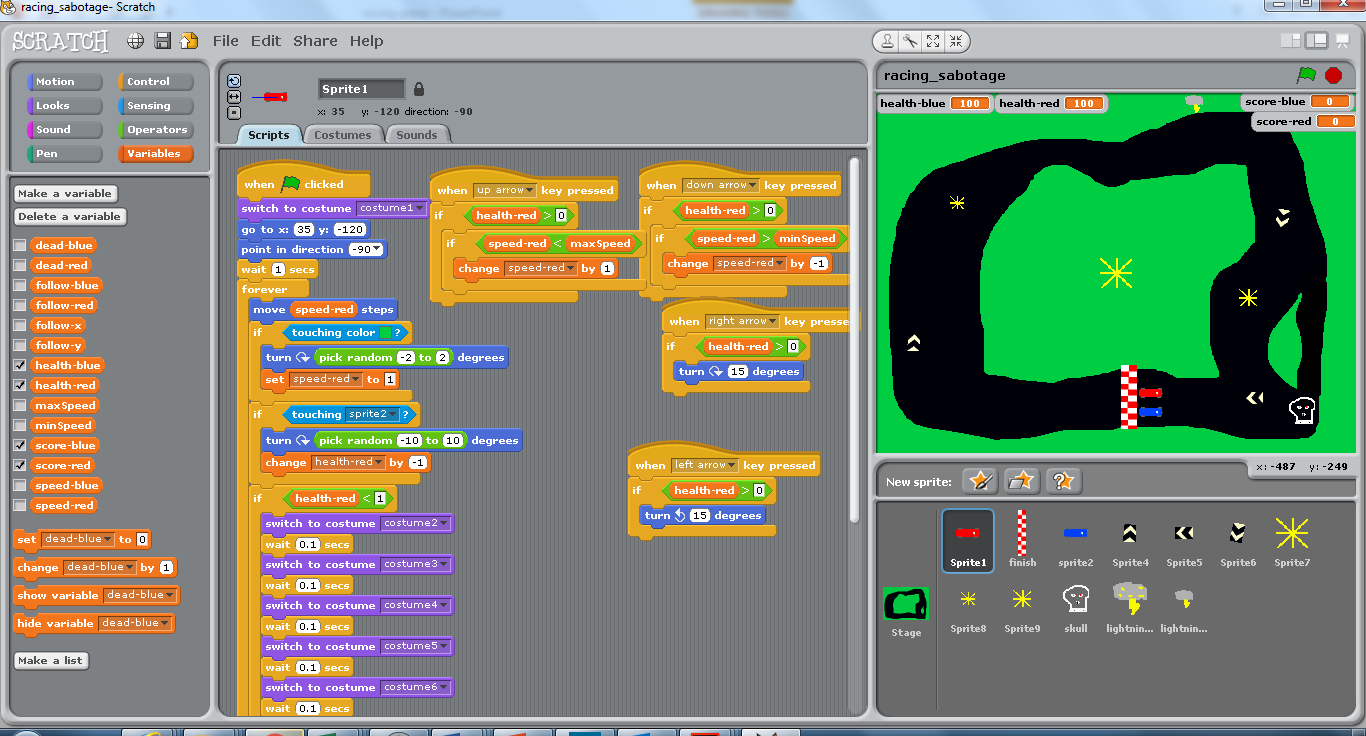 racing_sabotage- Scratch
SCRATCH File Edit Share Help
Motion Control
Looks Sensing
Sound Operators
Pen Variables
Make a variable
Delete a variable
dead-blue
dead-red
follow-blue
follow-red
follow-x
follow-y
health-blue
health-red
maxSpeed
minSpeed
score-blue
score-red
speed-blue
speed-red
set dead-blue to 0
change dead-blue by 1
show variable dead-blue
hide variable dead-blue
Make a list
Sprite1
x: 35 y: -120 direction: -90
Scripts Costumes Sounds
when clicked
switch to costume costume1
go to x: 35 y: -120
point in direction -90
wait 1 secs
forever
move speed-red steps
if touching color ?
turn pick random -2 to 2 degrees
set speed-red to 1
if touching sprite2 ?
turn pick random -10 to 10 degrees
change health-red by -1
if health-red < 1
switch to costume costume2
wait 0.1 secs
switch to costume costume3
wait 0.1 secs
switch to costume costume4
wait 0.1 secs
switch to costume costume5
wait 0.1 secs
switch to costume costume6
wait 0.1 secs
when up arrow key pressed
if health-red > 0
if speed-red < maxSpeed
change speed-red by 1
when down arrow key pressed
if health-red > 0
if speed-red > minSpeed
change speed-red by -1
when right arrow key presse
if health-red > 0
turn 15 degrees
when left arrow key pressed
if health-red > 0
turn 15 degrees
racing_sabotage
health-blue 100 health-red 100 score-blue 0
score-red 0
x: -487 y: -249
New sprite:
Sprite1 finish sprite2 Sprite4 Sprite5 Sprite6 Sprite7
Stage
Sprite8 Sprite9 skull lightnin... lightnin...